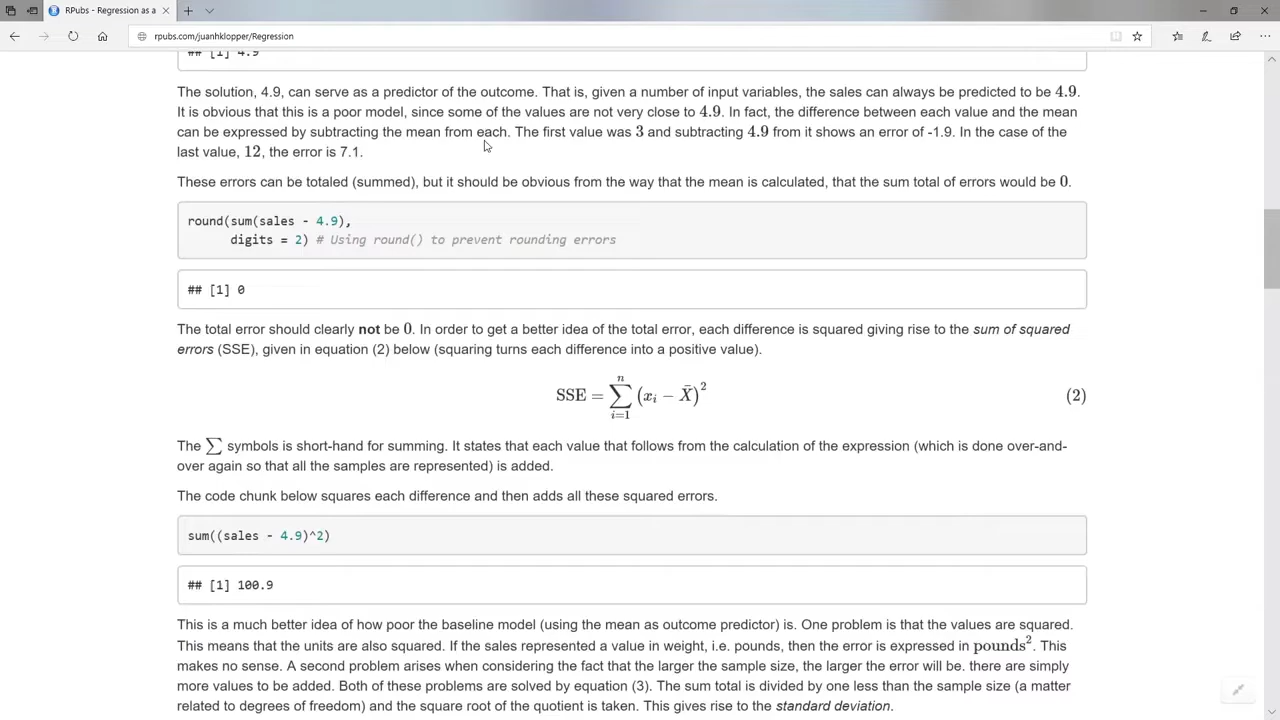 RPubs - Regression as a
rpubs.com/juanhklopper/Regression
## [1] 4.9
The solution, 4.9, can serve as a predictor of the outcome. That is, given a number of input variables, the sales can always be predicted to be 4.9.
It is obvious that this is a poor model, since some of the values are not very close to 4.9. In fact, the difference between each value and the mean
can be expressed by subtracting the mean from each. The first value was 3 and subtracting 4.9 from it shows an error of -1.9. In the case of the
last value, 12, the error is 7.1.
These errors can be totaled (summed), but it should be obvious from the way that the mean is calculated, that the sum total of errors would be 0.
round(sum(sales - 4.9),
digits = 2) # Using round() to prevent rounding errors
## [1] 0
The total error should clearly not be 0. In order to get a better idea of the total error, each difference is squared giving rise to the sum of squared
errors (SSE), given in equation (2) below (squaring turns each difference into a positive value).
SSE = ∑_{i=1}^{n} (x_i − X̄)² (2)
The ∑ symbols is short-hand for summing. It states that each value that follows from the calculation of the expression (which is done over-and-
over again so that all the samples are represented) is added.
The code chunk below squares each difference and then adds all these squared errors.
sum((sales - 4.9)^2)
## [1] 100.9
This is a much better idea of how poor the baseline model (using the mean as outcome predictor) is. One problem is that the values are squared.
This means that the units are also squared. If the sales represented a value in weight, i.e. pounds, then the error is expressed in pounds². This
makes no sense. A second problem arises when considering the fact that the larger the sample size, the larger the error will be. there are simply
more values to be added. Both of these problems are solved by equation (3). The sum total is divided by one less than the sample size (a matter
related to degrees of freedom) and the square root of the quotient is taken. This gives rise to the standard deviation.